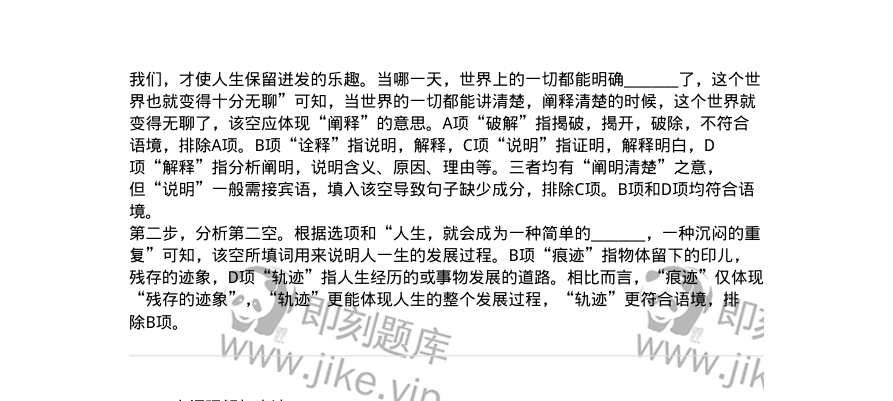 我们，才使人生保留迸发的乐趣。当哪一天，世界上的一切都能明确______了，这个世
界也就变得十分无聊”可知，当世界的一切都能讲清楚，阐释清楚的时候，这个世界就
变得无聊了，该空应体现“阐释”的意思。A项“破解”指揭破，揭开，破除，不符合
语境，排除A项。B项“诠释”指说明，解释，C项“说明”指证明，解释明白，D
项“解释”指分析阐明，说明含义、原因、理由等。三者均有“阐明清楚”之意，
但“说明”一般需接宾语，填入该空导致句子缺少成分，排除C项。B项和D项均符合语
境。
第二步，分析第二空。根据选项和“人生，就会成为一种简单的______，一种沉闷的重
复”可知，该空所填词用来说明人一生的发展过程。B项“痕迹”指物体留下的印儿，
残存的迹象，D项“轨迹”指人生经历的或事物发展的道路。相比而言，“痕迹”仅体现
“残存的迹象”，“轨迹”更能体现人生的整个发展过程，“轨迹”更符合语境，排
除B项。
即刻题库
www.jike.vip
即刻
www.jik